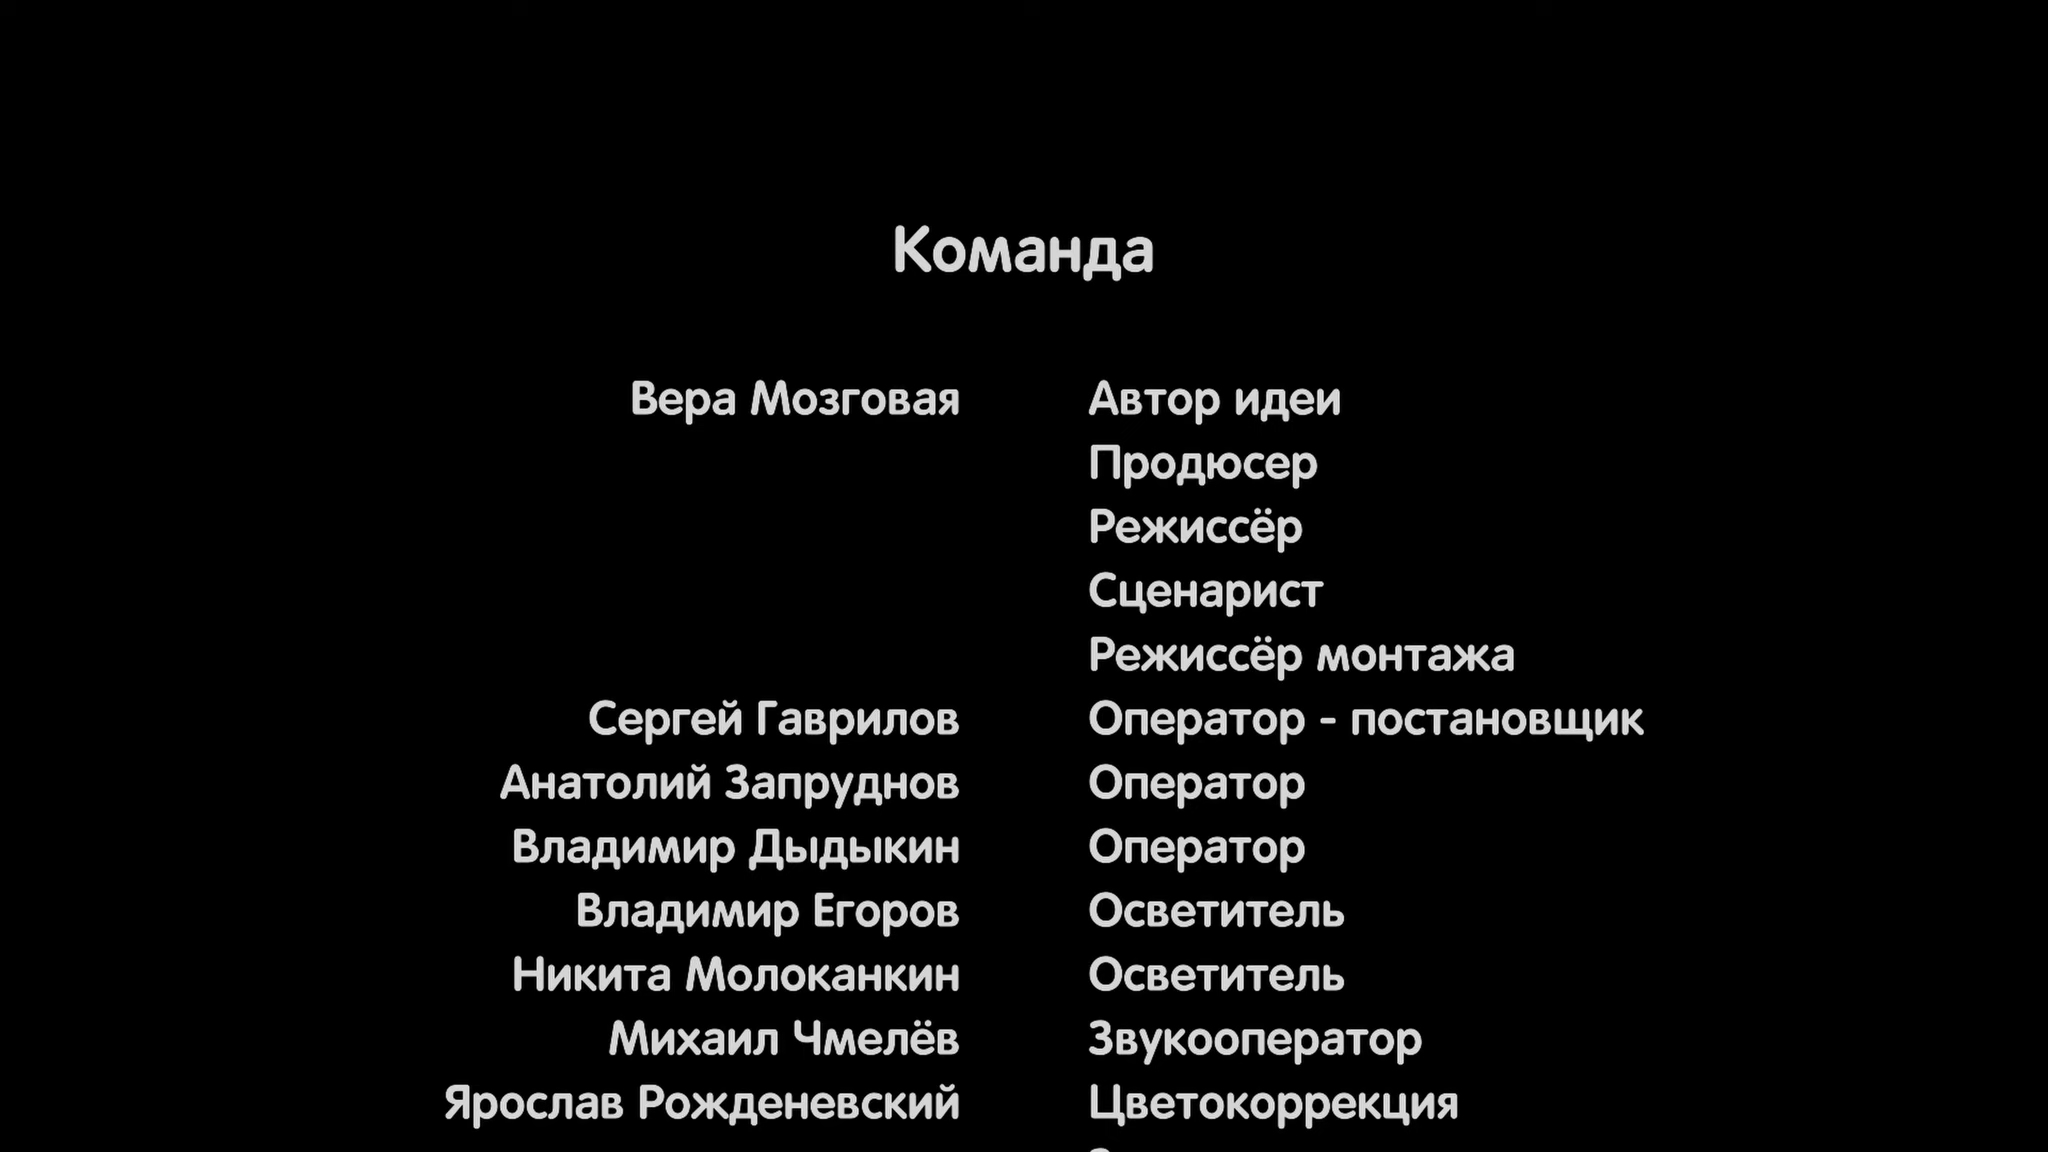 Команда
Вера Мозговая Автор идеи
Продюсер
Режиссёр
Сценарист
Режиссёр монтажа
Сергей Гаврилов Оператор - постановщик
Анатолий Запруднов Оператор
Владимир Дыдыкин Оператор
Владимир Егоров Осветитель
Никита Молоканкин Осветитель
Михаил Чмелёв Звукооператор
Ярослав Рожденевский Цветокоррекция